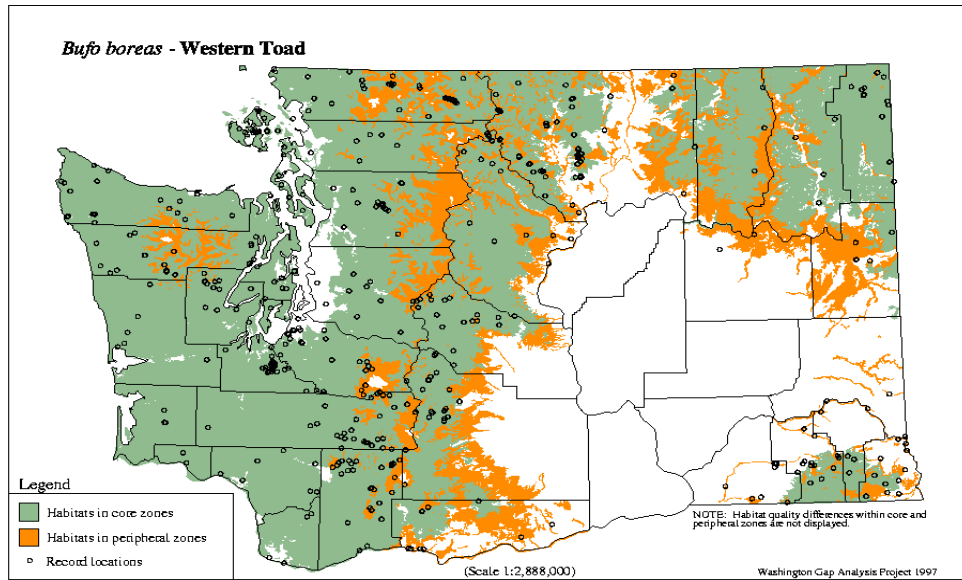 Bufo boreas - Western Toad
Legend
Habitats in core zones
Habitats in peripheral zones
Record locations
(Scale 1:2,888,000)
NOTE: Habitat quality differences within core and
peripheral zones are not displayed.
Washington Gap Analysis Project 1997